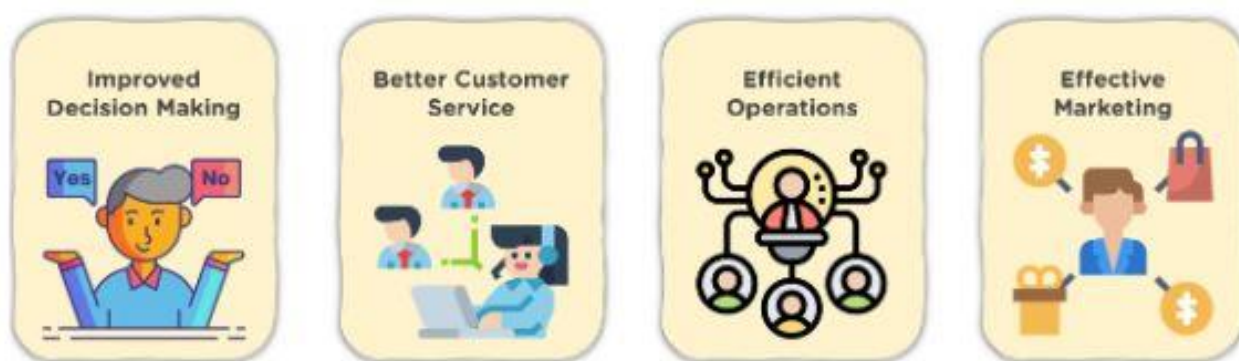 Improved
Decision Making
Yes
No
Better Customer
Service
Efficient
Operations
Effective
Marketing